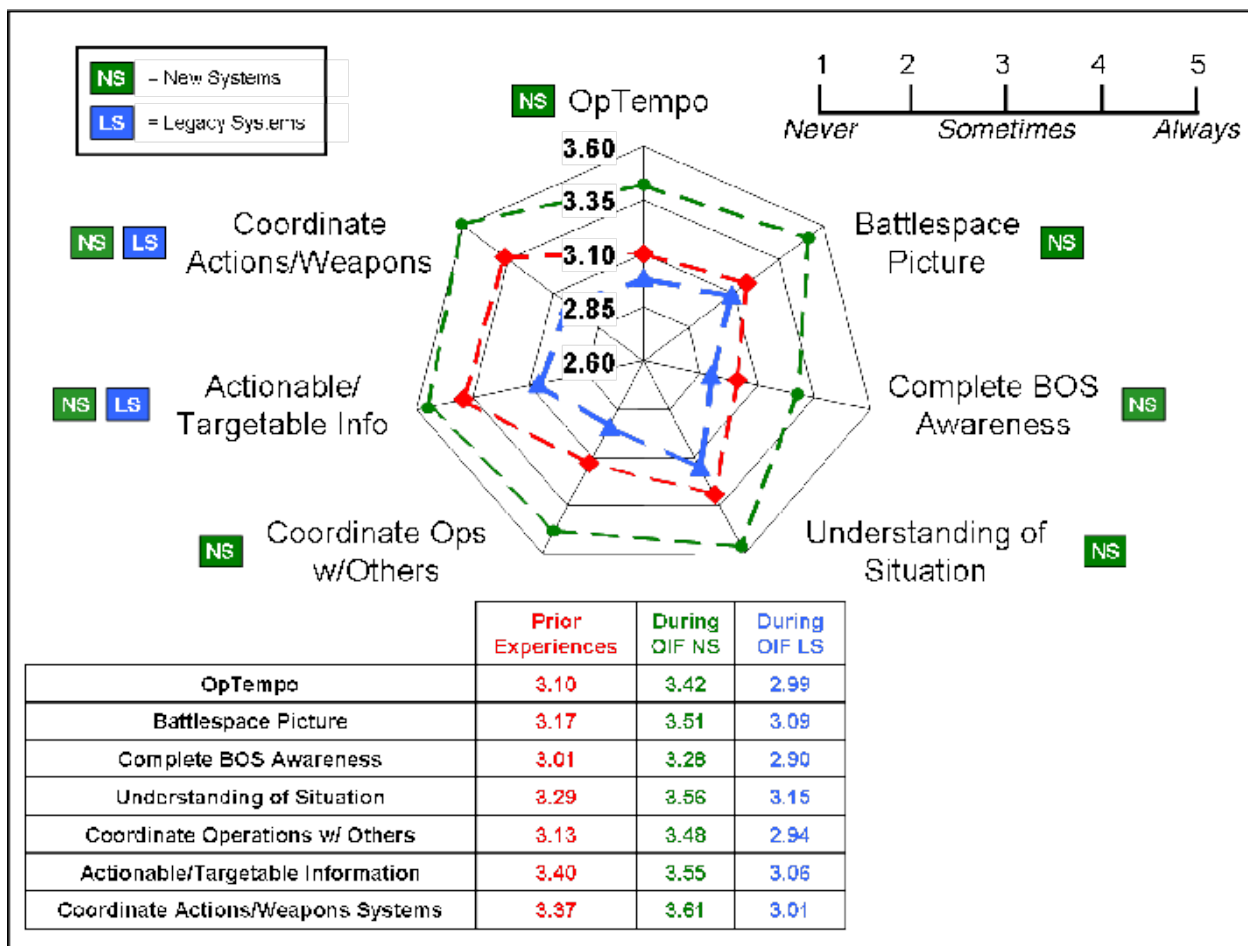 NS = New Systems
LS = Legacy Systems
1 2 3 4 5
Never Sometimes Always
NS OpTempo
3.60
3.35
3.10
2.85
2.60
NS LS Coordinate
Actions/Weapons
Battlespace
Picture NS
NS LS Actionable/
Targetable Info
Complete BOS
Awareness NS
NS Coordinate Ops
w/Others
Understanding of
Situation NS
Prior During During
Experiences OIF NS OIF LS
OpTempo 3.10 3.42 2.99
Battlespace Picture 3.17 3.51 3.09
Complete BOS Awareness 3.01 3.28 2.90
Understanding of Situation 3.29 3.56 3.15
Coordinate Operations w/ Others 3.13 3.48 2.94
Actionable/Targetable Information 3.40 3.55 3.06
Coordinate Actions/Weapons Systems 3.37 3.61 3.01